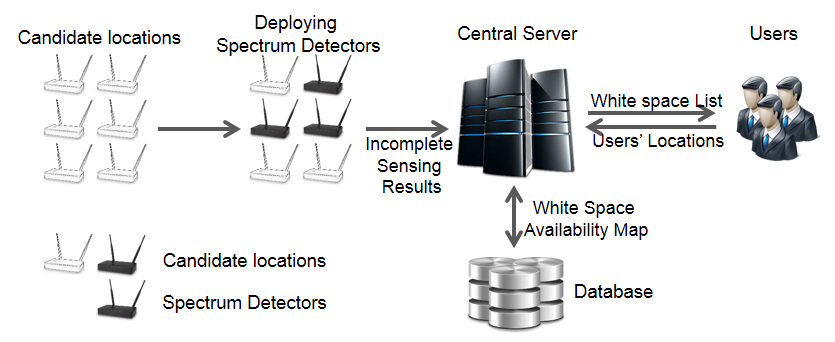 Candidate locations
Deploying
Spectrum Detectors
Central Server
Users
White space List
Users' Locations
Incomplete
Sensing
Results
White Space
Availability Map
Candidate locations
Spectrum Detectors
Database